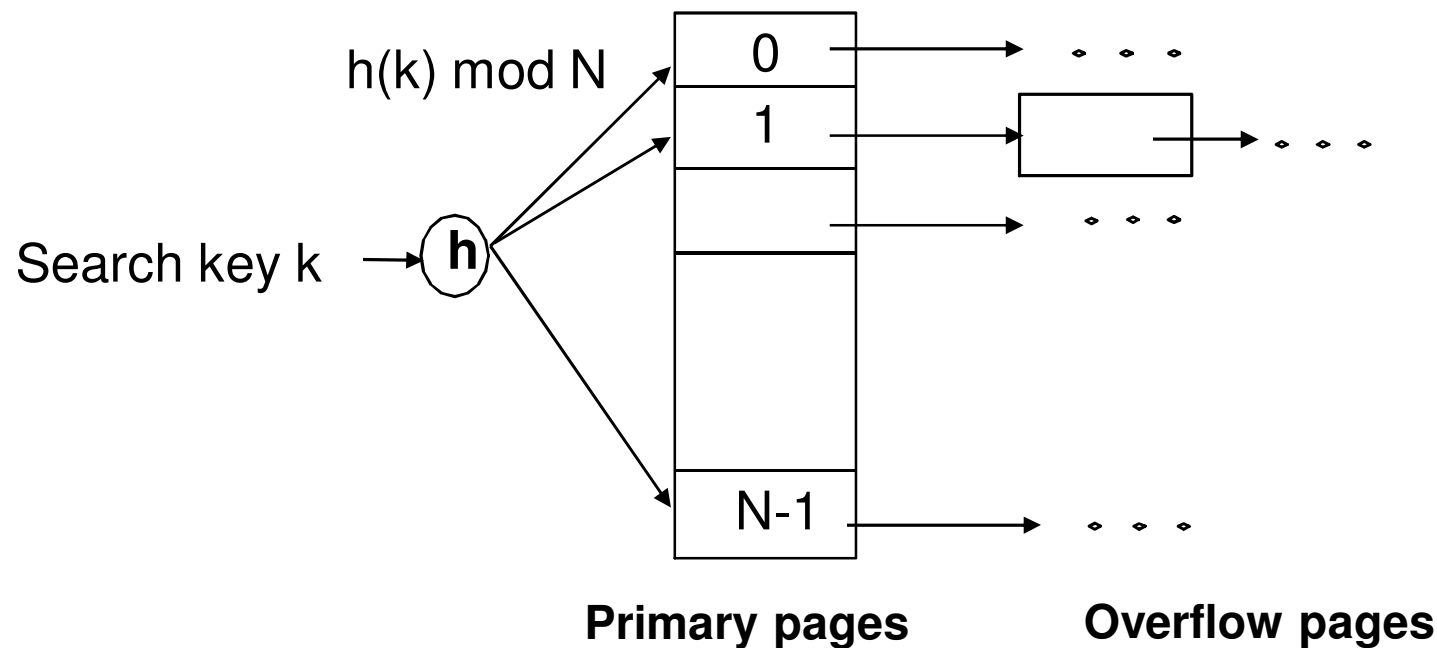 h(k) mod N
0
1
Search key k
h
N-1
Primary pages
Overflow pages